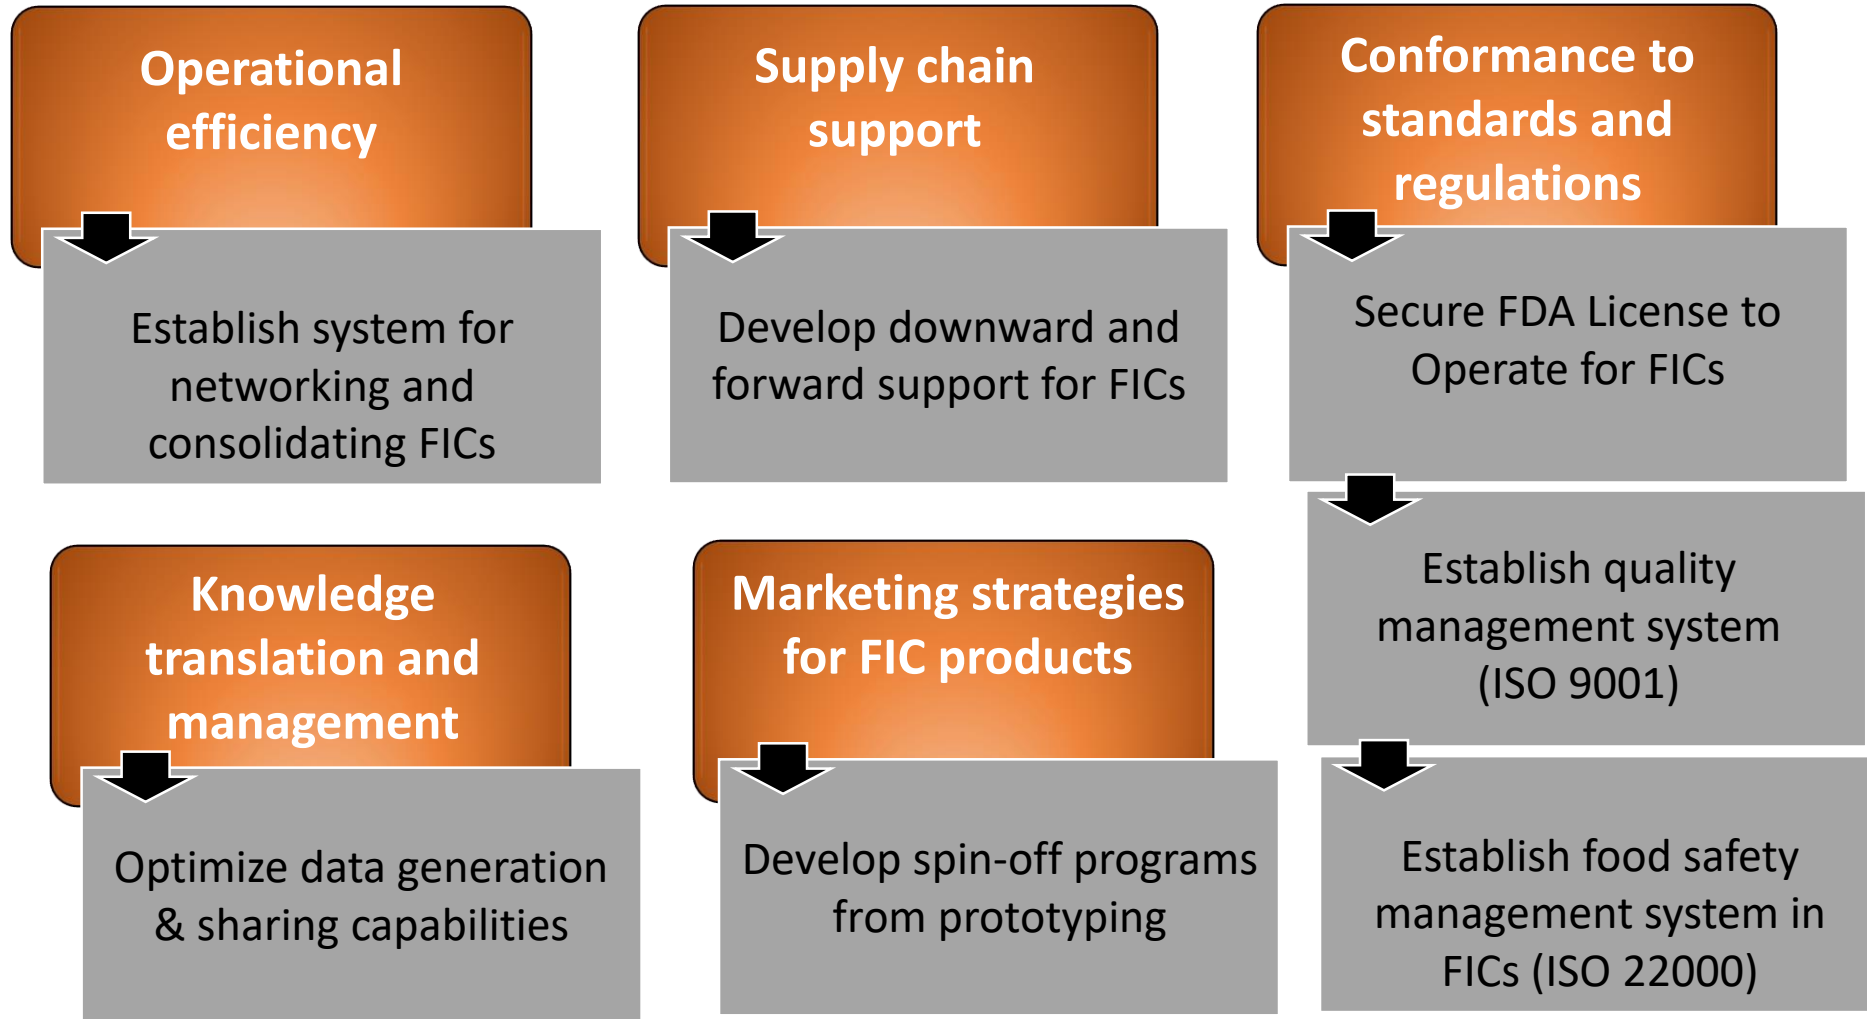 Operational
efficiency
Establish system for
networking and
consolidating FICs
Supply chain
support
Develop downward and
forward support for FICs
Conformance to
standards and
regulations
Secure FDA License to
Operate for FICs
Establish quality
management system
(ISO 9001)
Establish food safety
management system in
FICs (ISO 22000)
Knowledge
translation and
management
Optimize data generation
& sharing capabilities
Marketing strategies
for FIC products
Develop spin-off programs
from prototyping